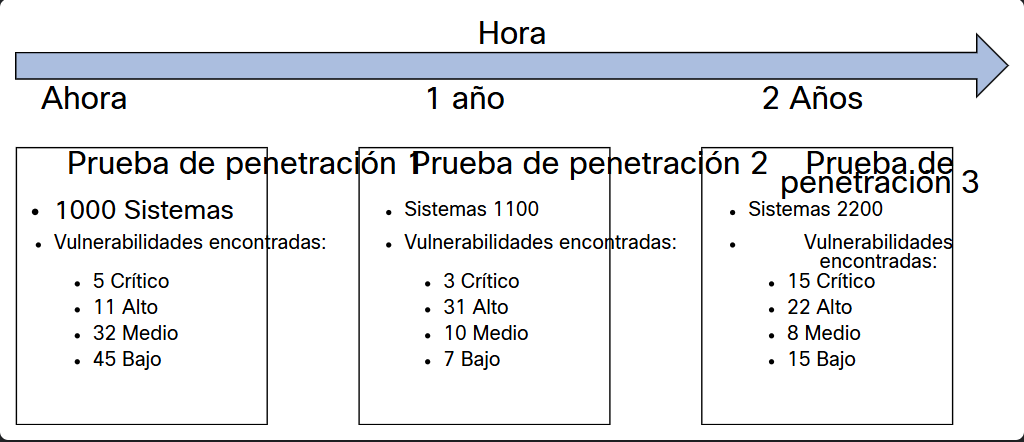 Hora
Ahora
1 año
2 Años
Prueba de penetración 1
1000 Sistemas
Vulnerabilidades encontradas:
5 Crítico
11 Alto
32 Medio
45 Bajo
Prueba de penetración 2
Sistemas 1100
Vulnerabilidades encontradas:
3 Crítico
31 Alto
10 Medio
7 Bajo
Prueba de
penetración 3
Sistemas 2200
Vulnerabilidades
encontradas:
15 Crítico
22 Alto
8 Medio
15 Bajo